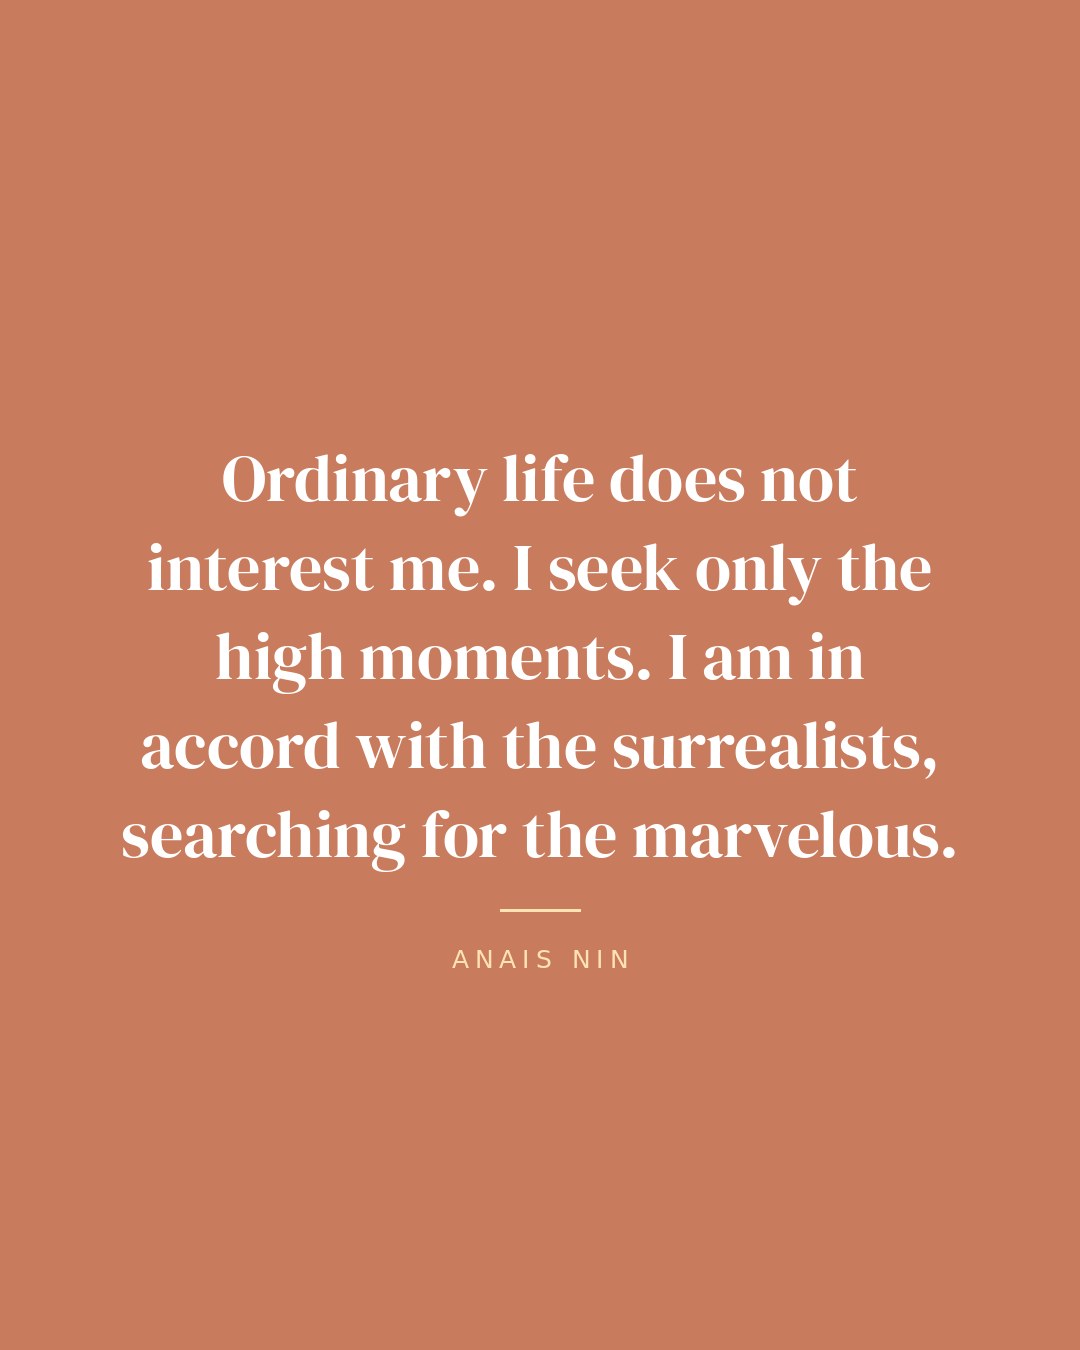 Ordinary life does not
interest me. I seek only the
high moments. I am in
accord with the surrealists,
searching for the marvelous.
ANAIS NIN